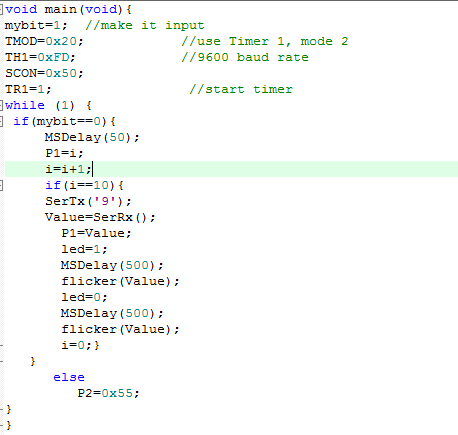 void main(void){
mybit=1;  //make it input
TMOD=0x20;            //use Timer 1, mode 2
TH1=0xFD;             //9600 baud rate
SCON=0x50;
TR1=1;                 //start timer
while (1) {
 if(mybit==0){
     MSDelay(50);
     P1=i;
     i=i+1;
     if(i==10){
     SerTx('9');
     Value=SerRx();
       P1=Value;
       led=1;
       MSDelay(500);
       flicker(Value);
       led=0;
       MSDelay(500);
       flicker(Value);
       i=0;}
   }
      else
         P2=0x55;
}
}